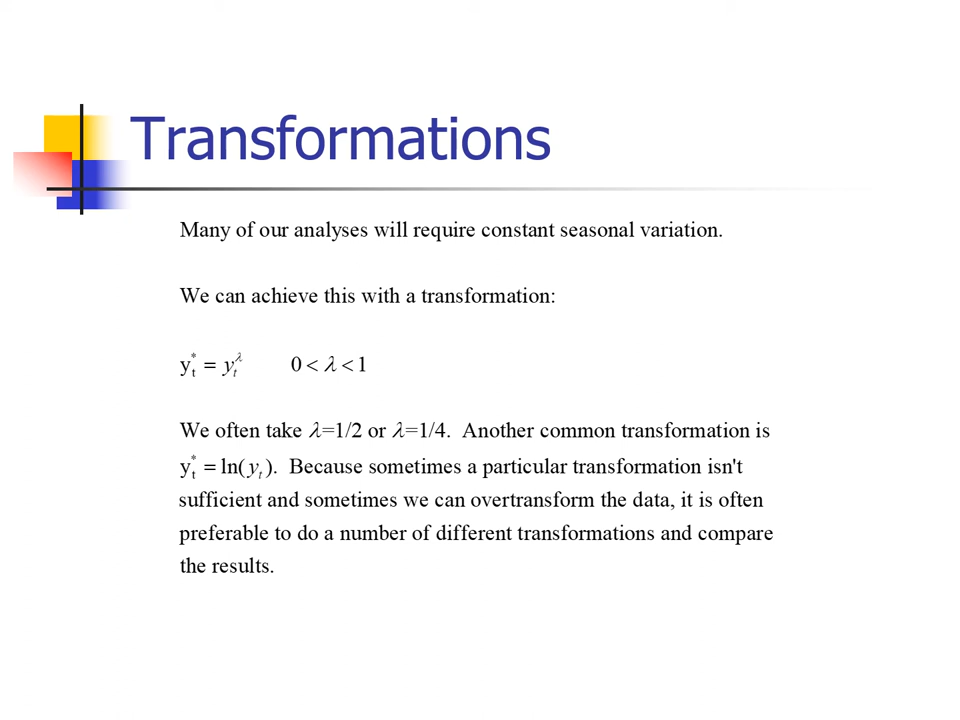 Transformations
Many of our analyses will require constant seasonal variation.
We can achieve this with a transformation:
y*ₜ = yₜ^λ 0 < λ < 1
We often take λ=1/2 or λ=1/4. Another common transformation is
y*ₜ = ln( yₜ ). Because sometimes a particular transformation isn't
sufficient and sometimes we can overtransform the data, it is often
preferable to do a number of different transformations and compare
the results.